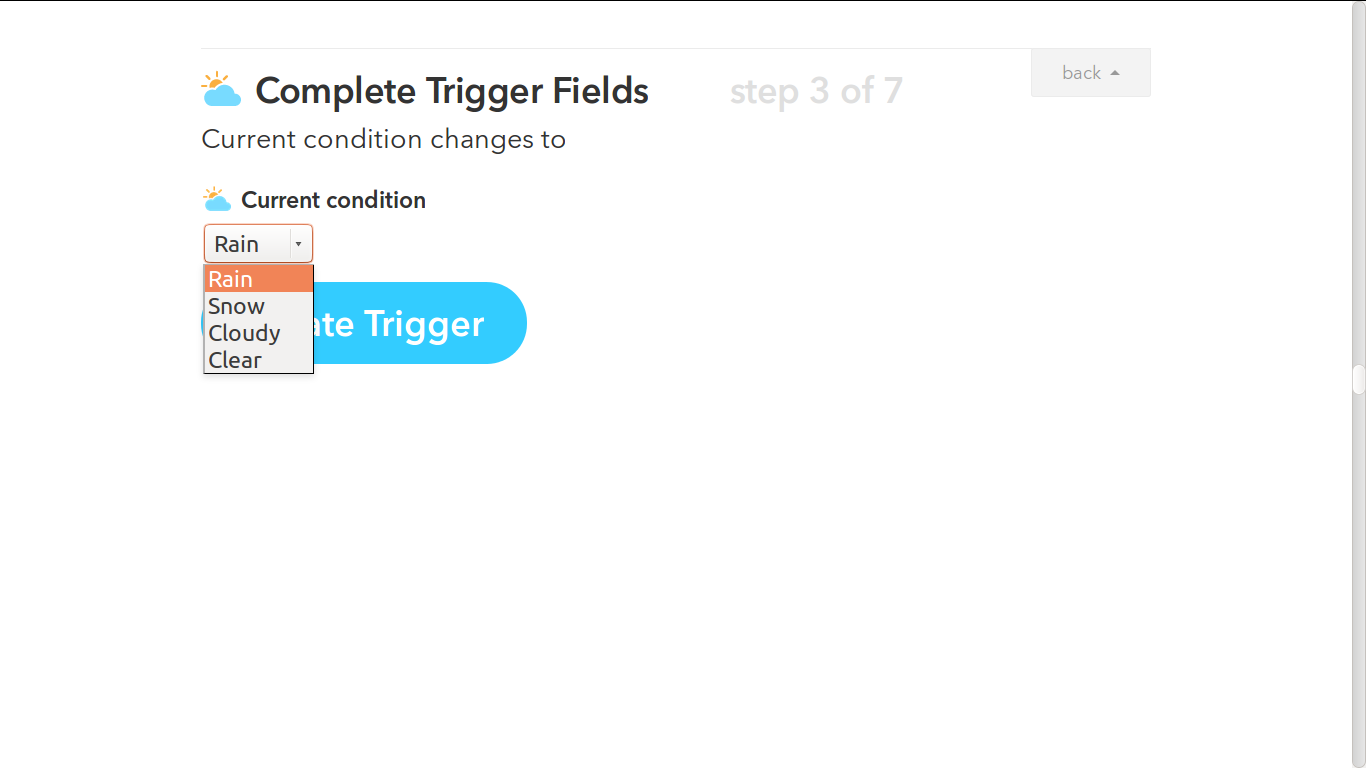 Complete Trigger Fields step 3 of 7 back
Current condition changes to
Current condition
Rain
Rain
Snow
Cloudy
Clear
Trigger